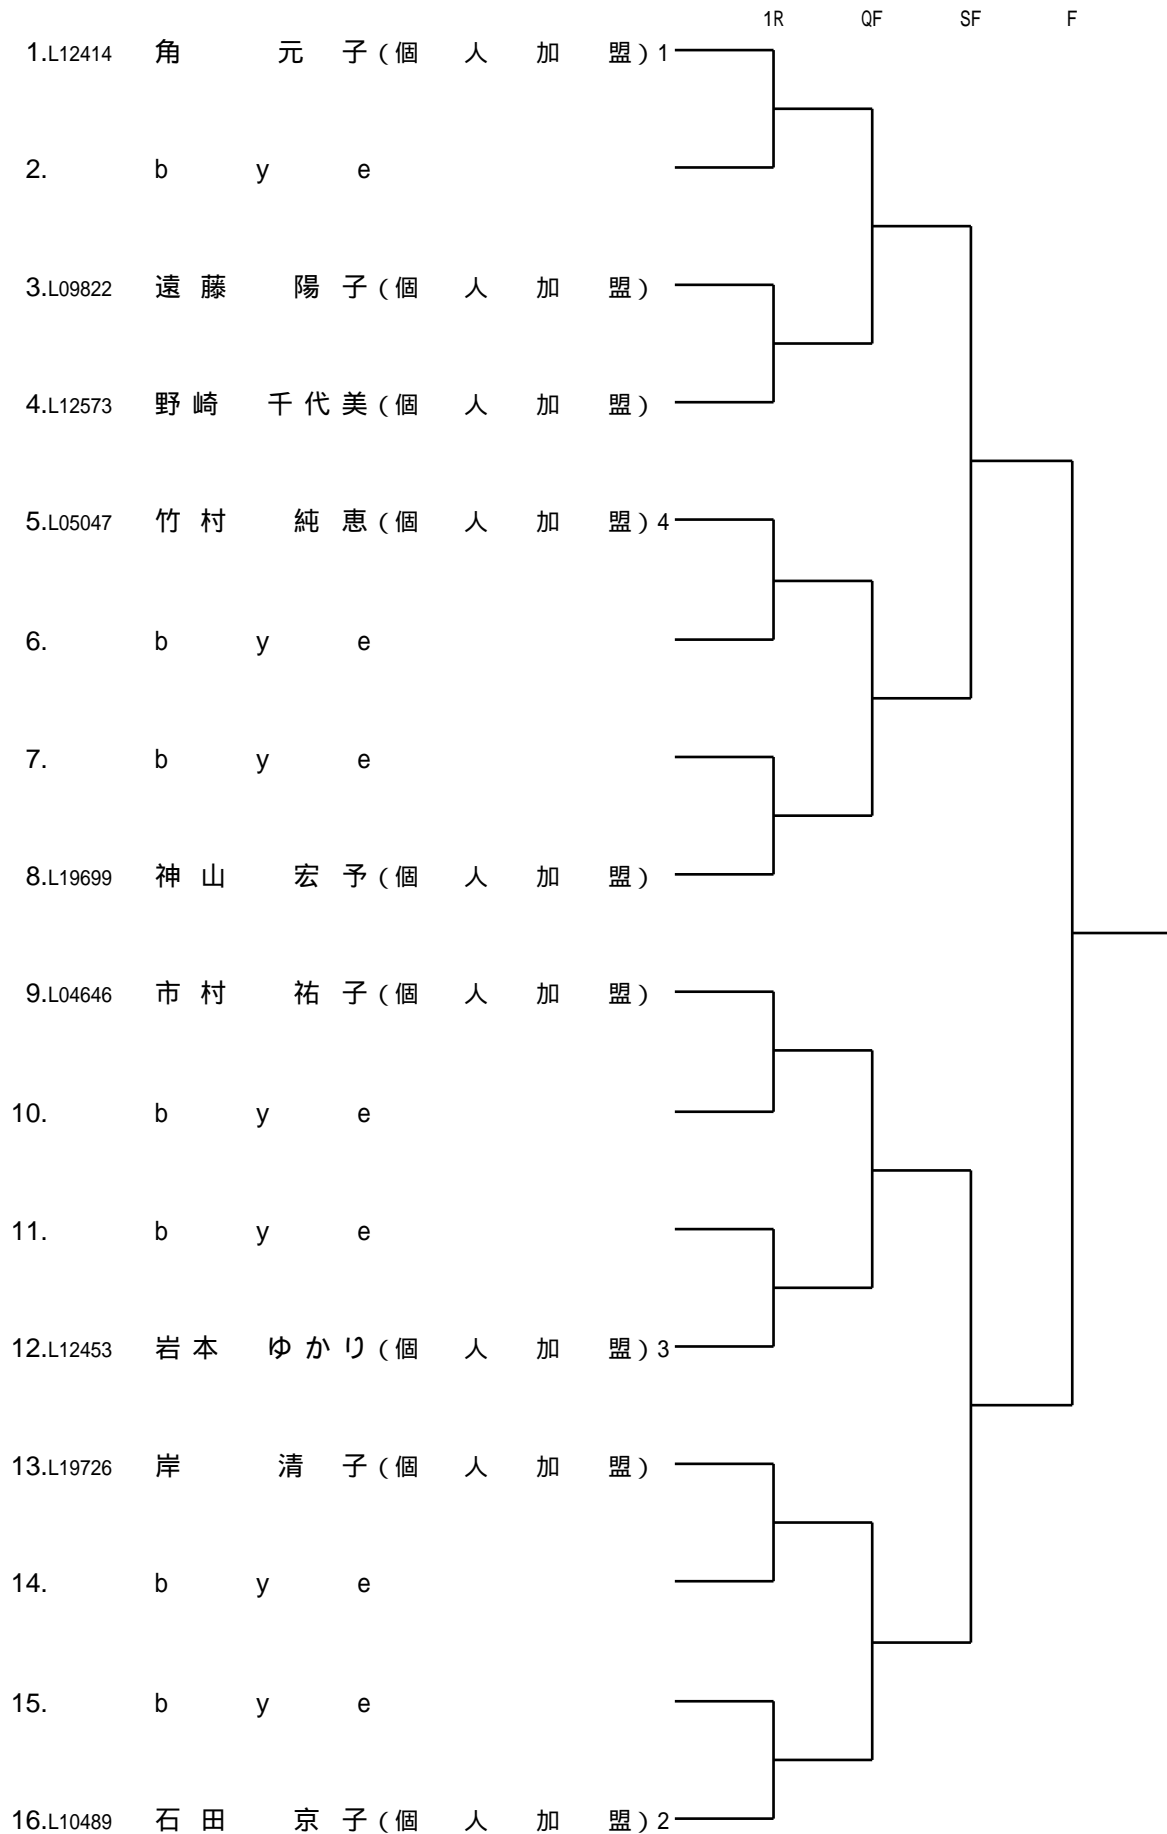 1R QF SF F
1.L12414 角 元 子(個 人 加 盟)1
2. b y e
3.L09822 遠 藤 陽 子(個 人 加 盟)
4.L12573 野 崎 千 代 美(個 人 加 盟)
5.L05047 竹 村 純 恵(個 人 加 盟)4
6. b y e
7. b y e
8.L19699 神 山 宏 予(個 人 加 盟)
9.L04646 市 村 祐 子(個 人 加 盟)
10. b y e
11. b y e
12.L12453 岩 本 ゆ か り(個 人 加 盟)3
13.L19726 岸 清 子(個 人 加 盟)
14. b y e
15. b y e
16.L10489 石 田 京 子(個 人 加 盟)2